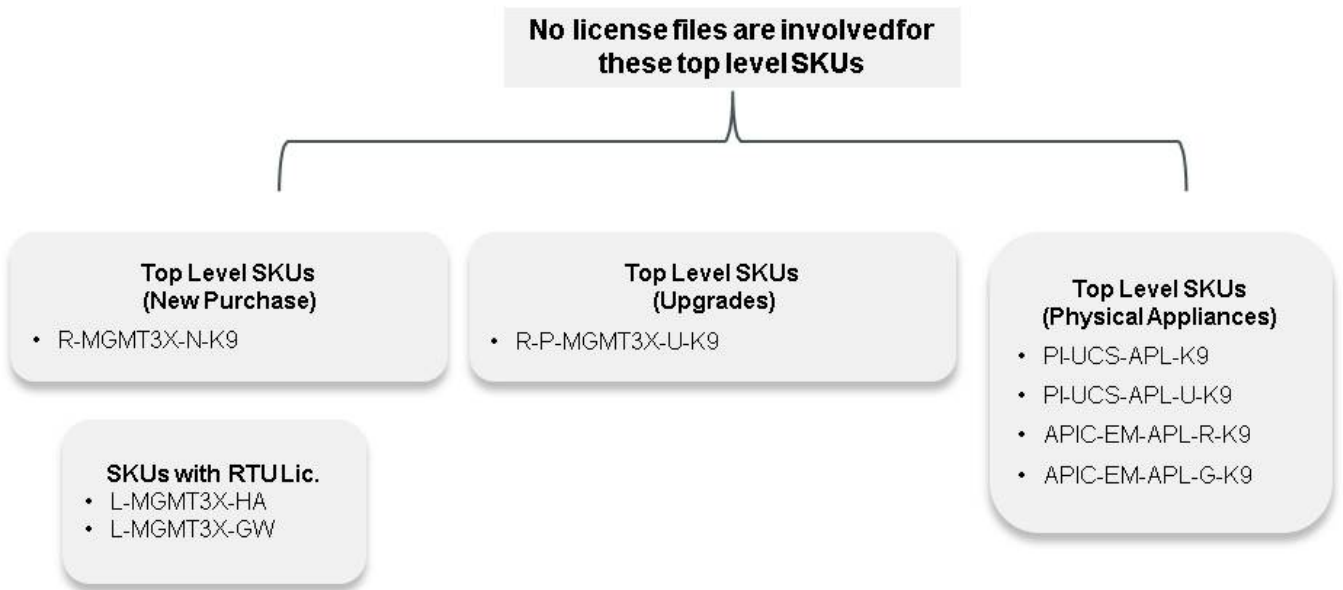 No license files are involvedfor
these top level SKUs
Top Level SKUs
(New Purchase)
• R-MGMT3X-N-K9
Top Level SKUs
(Upgrades)
• R-P-MGMT3X-U-K9
Top Level SKUs
(Physical Appliances)
• PI-UCS-APL-K9
• PI-UCS-APL-U-K9
• APIC-EM-APL-R-K9
• APIC-EM-APL-G-K9
SKUs with RTU Lic.
• L-MGMT3X-HA
• L-MGMT3X-GW